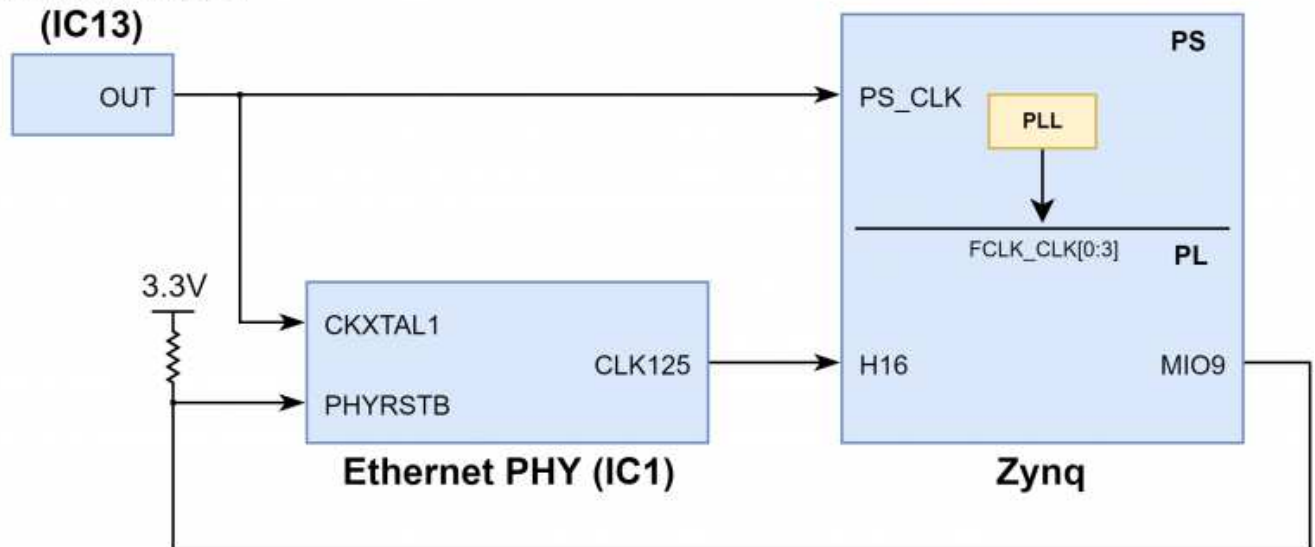 (IC13)
OUT
PS
PS_CLK
PLL
FCLK_CLK[0:3]
PL
3.3V
CKXTAL1
CLK125
PHYRSTB
H16
MIO9
Ethernet PHY (IC1)
Zynq